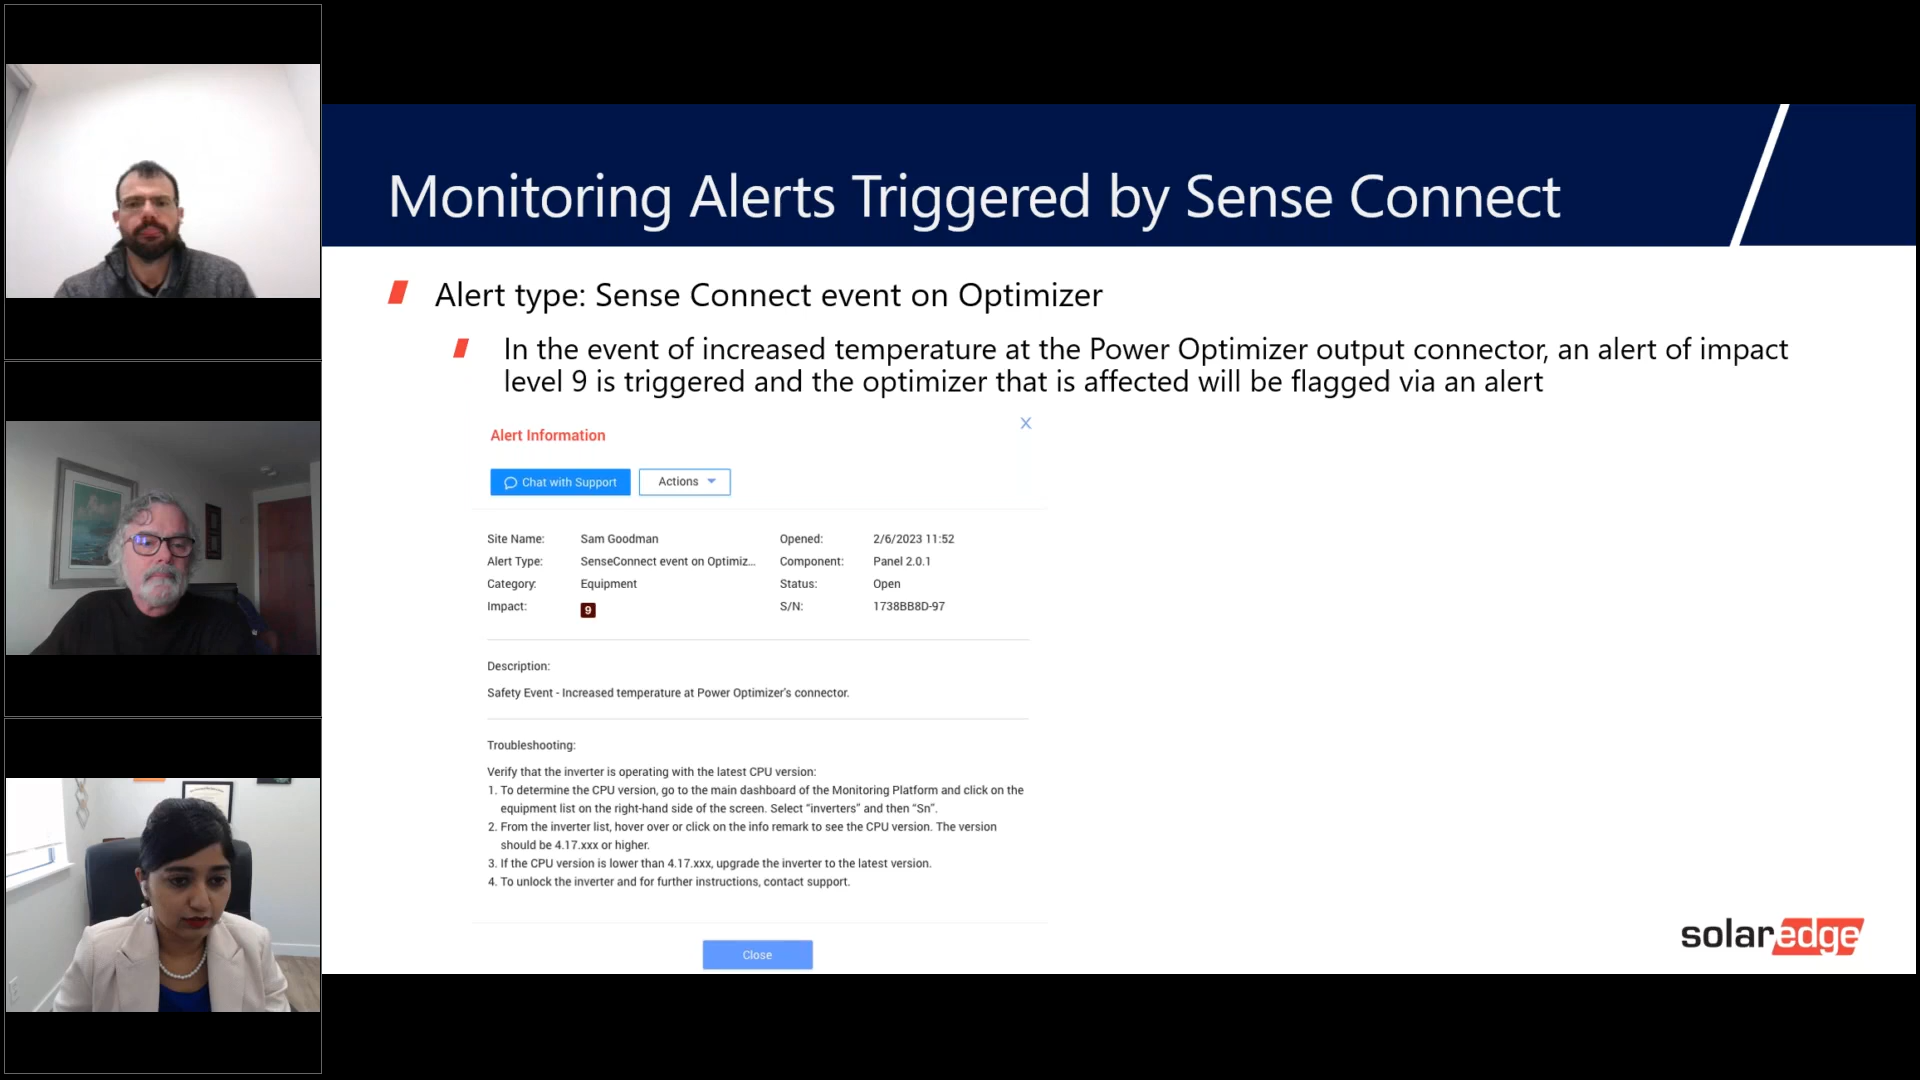 Monitoring Alerts Triggered by Sense Connect
Alert type: Sense Connect event on Optimizer
In the event of increased temperature at the Power Optimizer output connector, an alert of impact
level 9 is triggered and the optimizer that is affected will be flagged via an alert
Alert Information
X
Chat with Support
Actions
Site Name: Sam Goodman Opened: 2/6/2023 11:52
Alert Type: SenseConnect event on Optimiz... Component: Panel 2.0.1
Category: Equipment Status: Open
Impact: 9 S/N: 1738BB8D-97
Description:
Safety Event - Increased temperature at Power Optimizer's connector.
Troubleshooting:
Verify that the inverter is operating with the latest CPU version:
1. To determine the CPU version, go to the main dashboard of the Monitoring Platform and click on the
equipment list on the right-hand side of the screen. Select “inverters” and then “Sn”.
2. From the inverter list, hover over or click on the info remark to see the CPU version. The version
should be 4.17.xxx or higher.
3. If the CPU version is lower than 4.17.xxx, upgrade the inverter to the latest version.
4. To unlock the inverter and for further instructions, contact support.
Close
solaredge